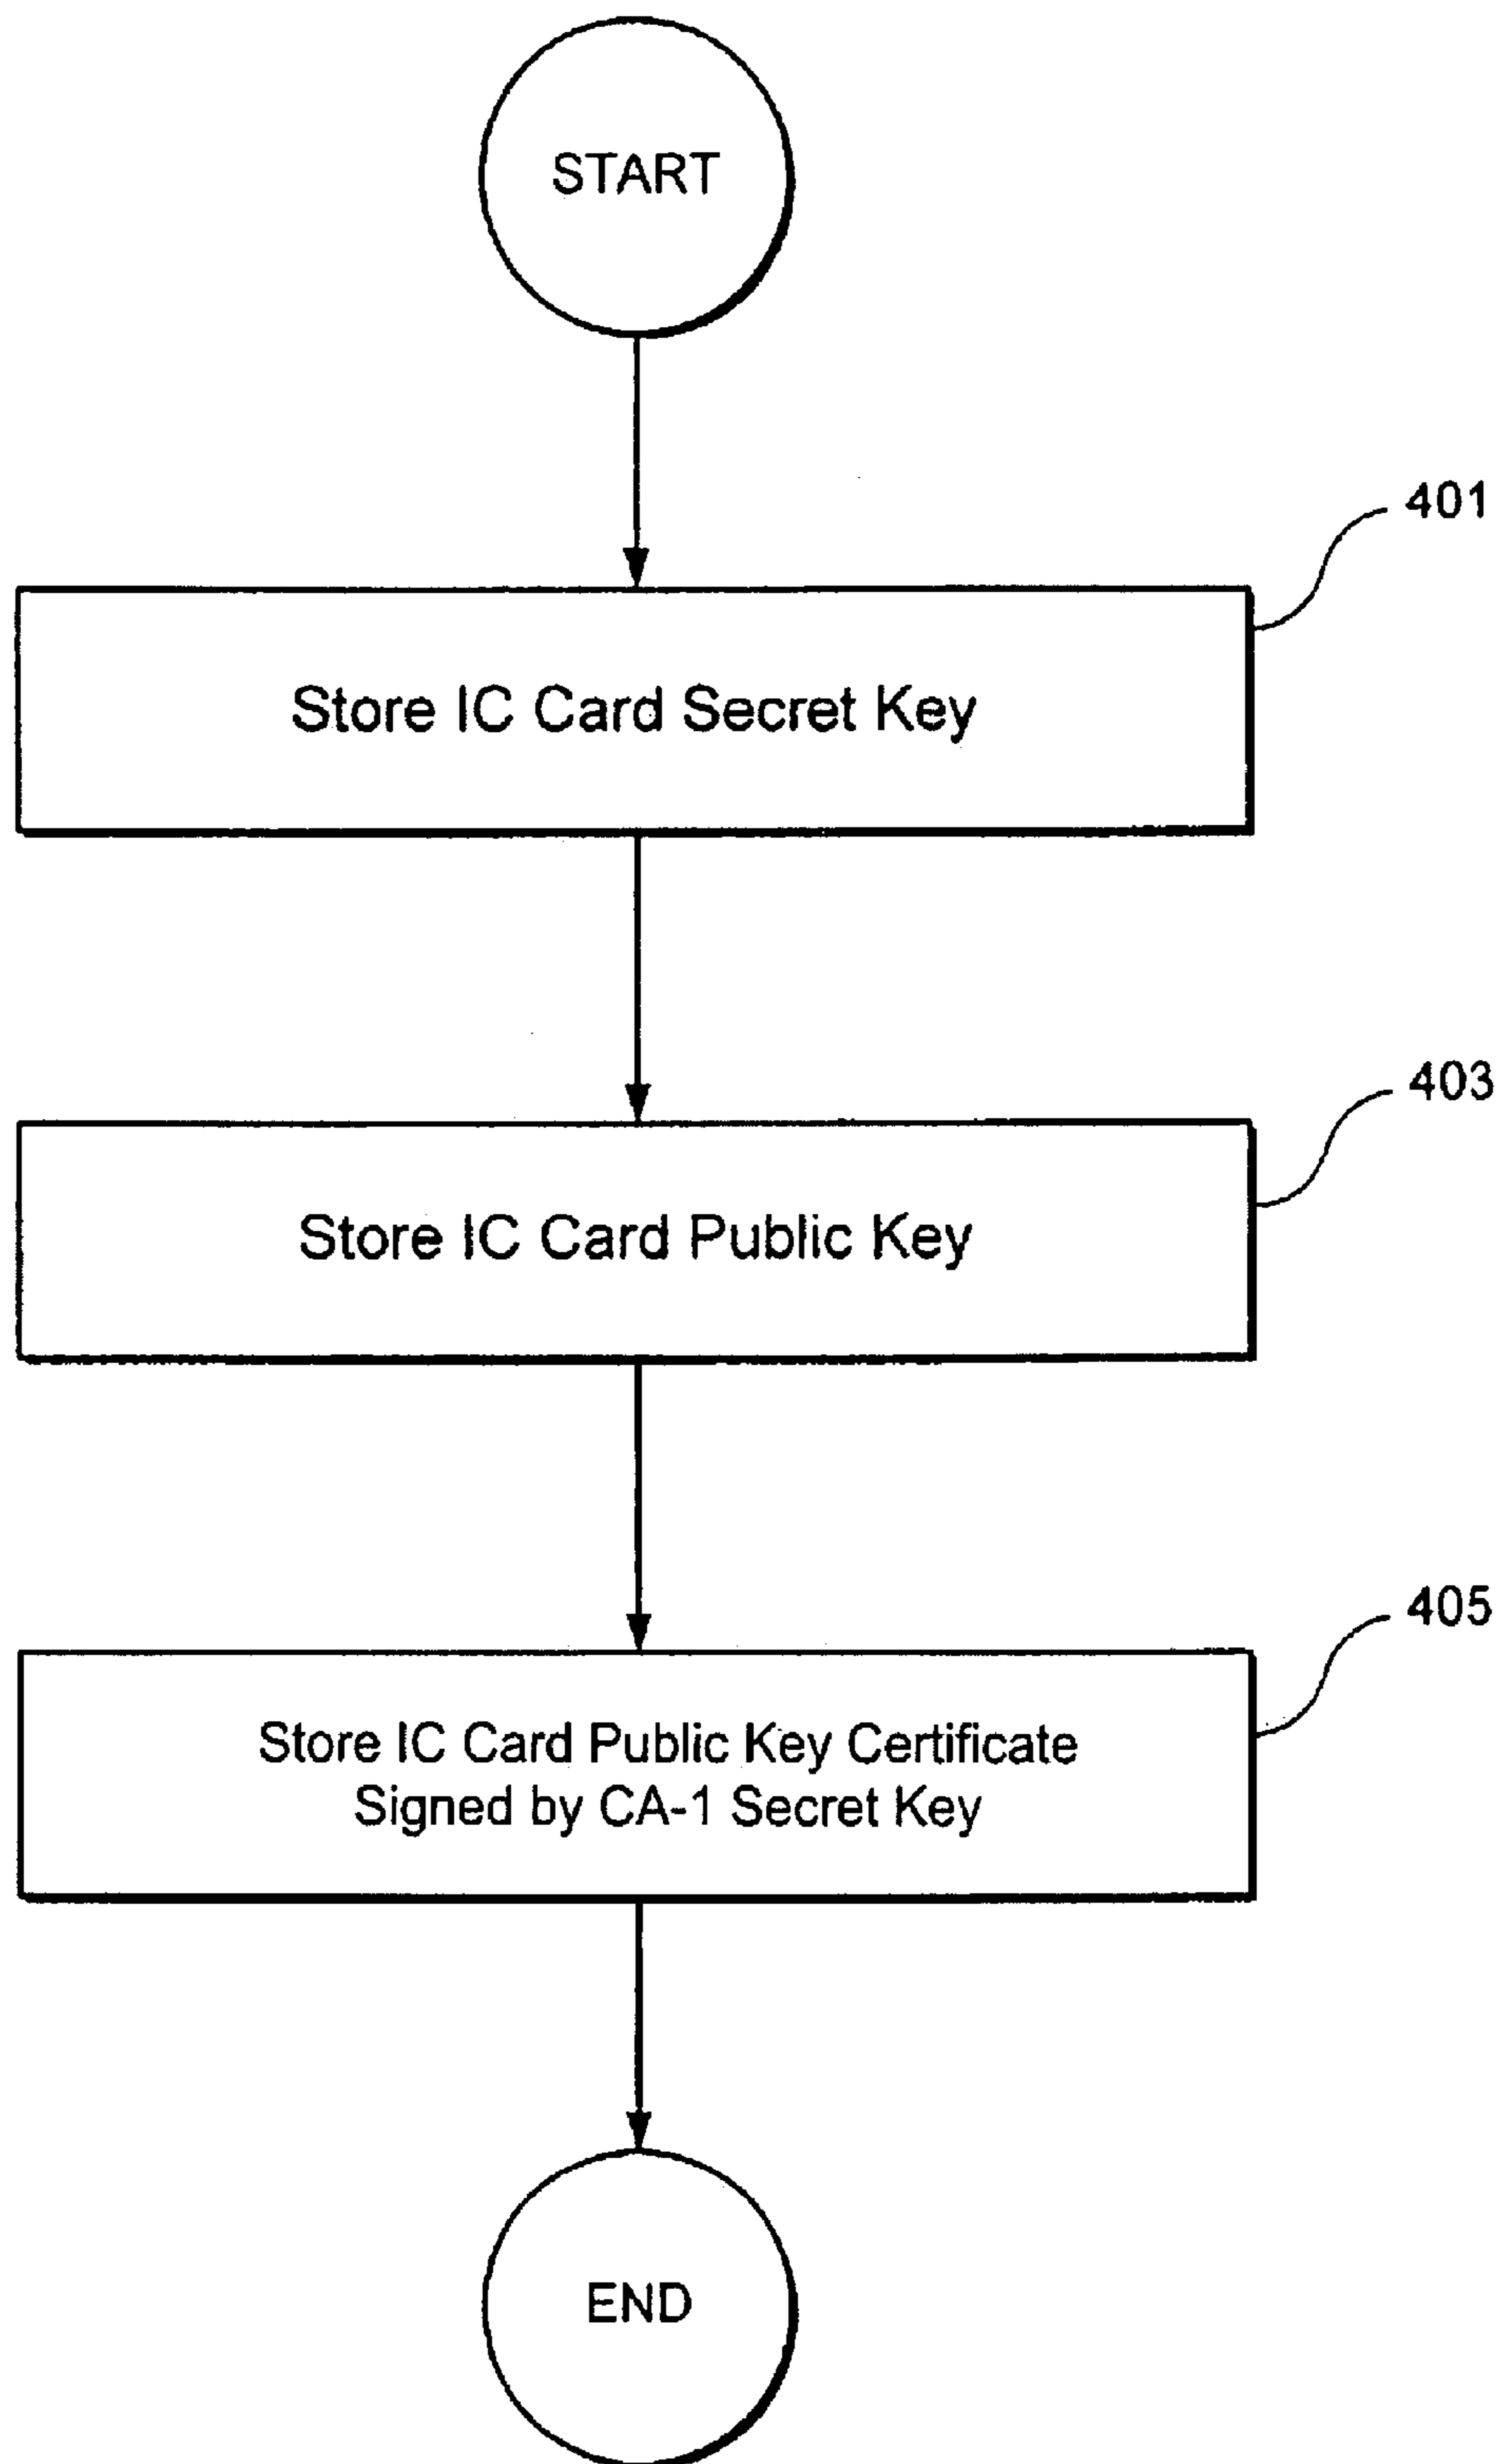 START
401
Store IC Card Secret Key
403
Store IC Card Public Key
405
Store IC Card Public Key Certificate
Signed by CA-1 Secret Key
END